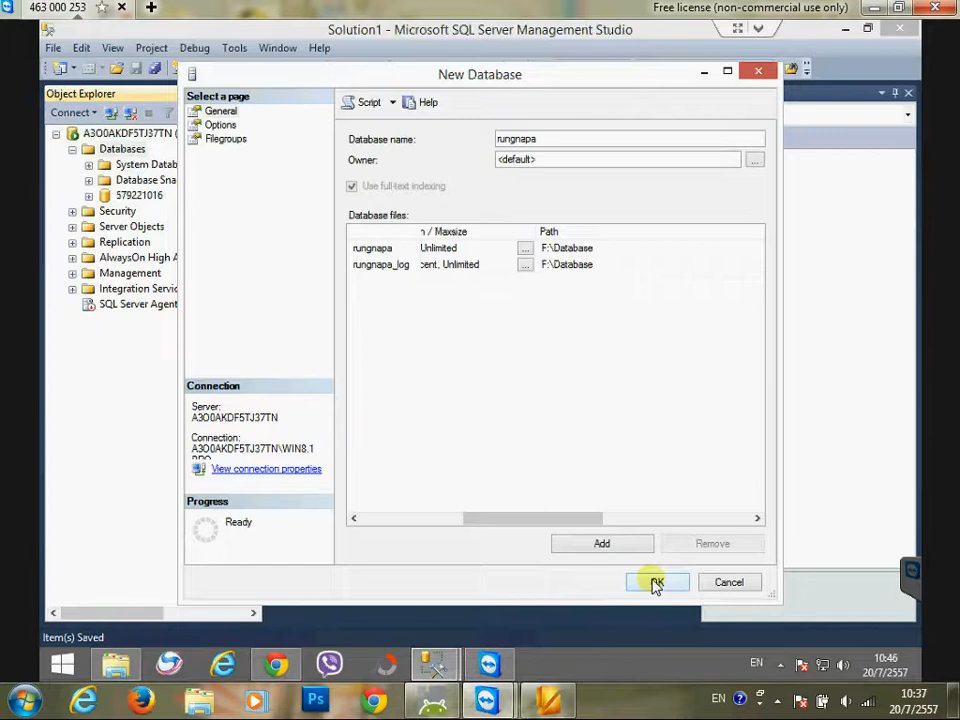 463 000 253
Free license (non-commercial use only)
Solution1 - Microsoft SQL Server Management Studio
File Edit View Project Debug Tools Window Help
New Database
Object Explorer
Connect
A3O0AKDF5TJ37TN (
Databases
System Datab
Database Sna
579221016
Security
Server Objects
Replication
AlwaysOn High A
Management
Integration Servic
SQL Server Agent
Select a page
General
Options
Filegroups
Script Help
Database name: rungnapa
Owner: <default> ...
Use full-text indexing
Database files:
n / Maxsize Path
rungnapa Unlimited ... F:\Database
rungnapa_log cent, Unlimited ... F:\Database
Connection
Server:
A3O0AKDF5TJ37TN
Connection:
A3O0AKDF5TJ37TN\WIN8.1
View connection properties
Progress
Ready
Add Remove
OK Cancel
Item(s) Saved
EN 10:46
20/7/2557
Ps
EN 10:37
20/7/2557